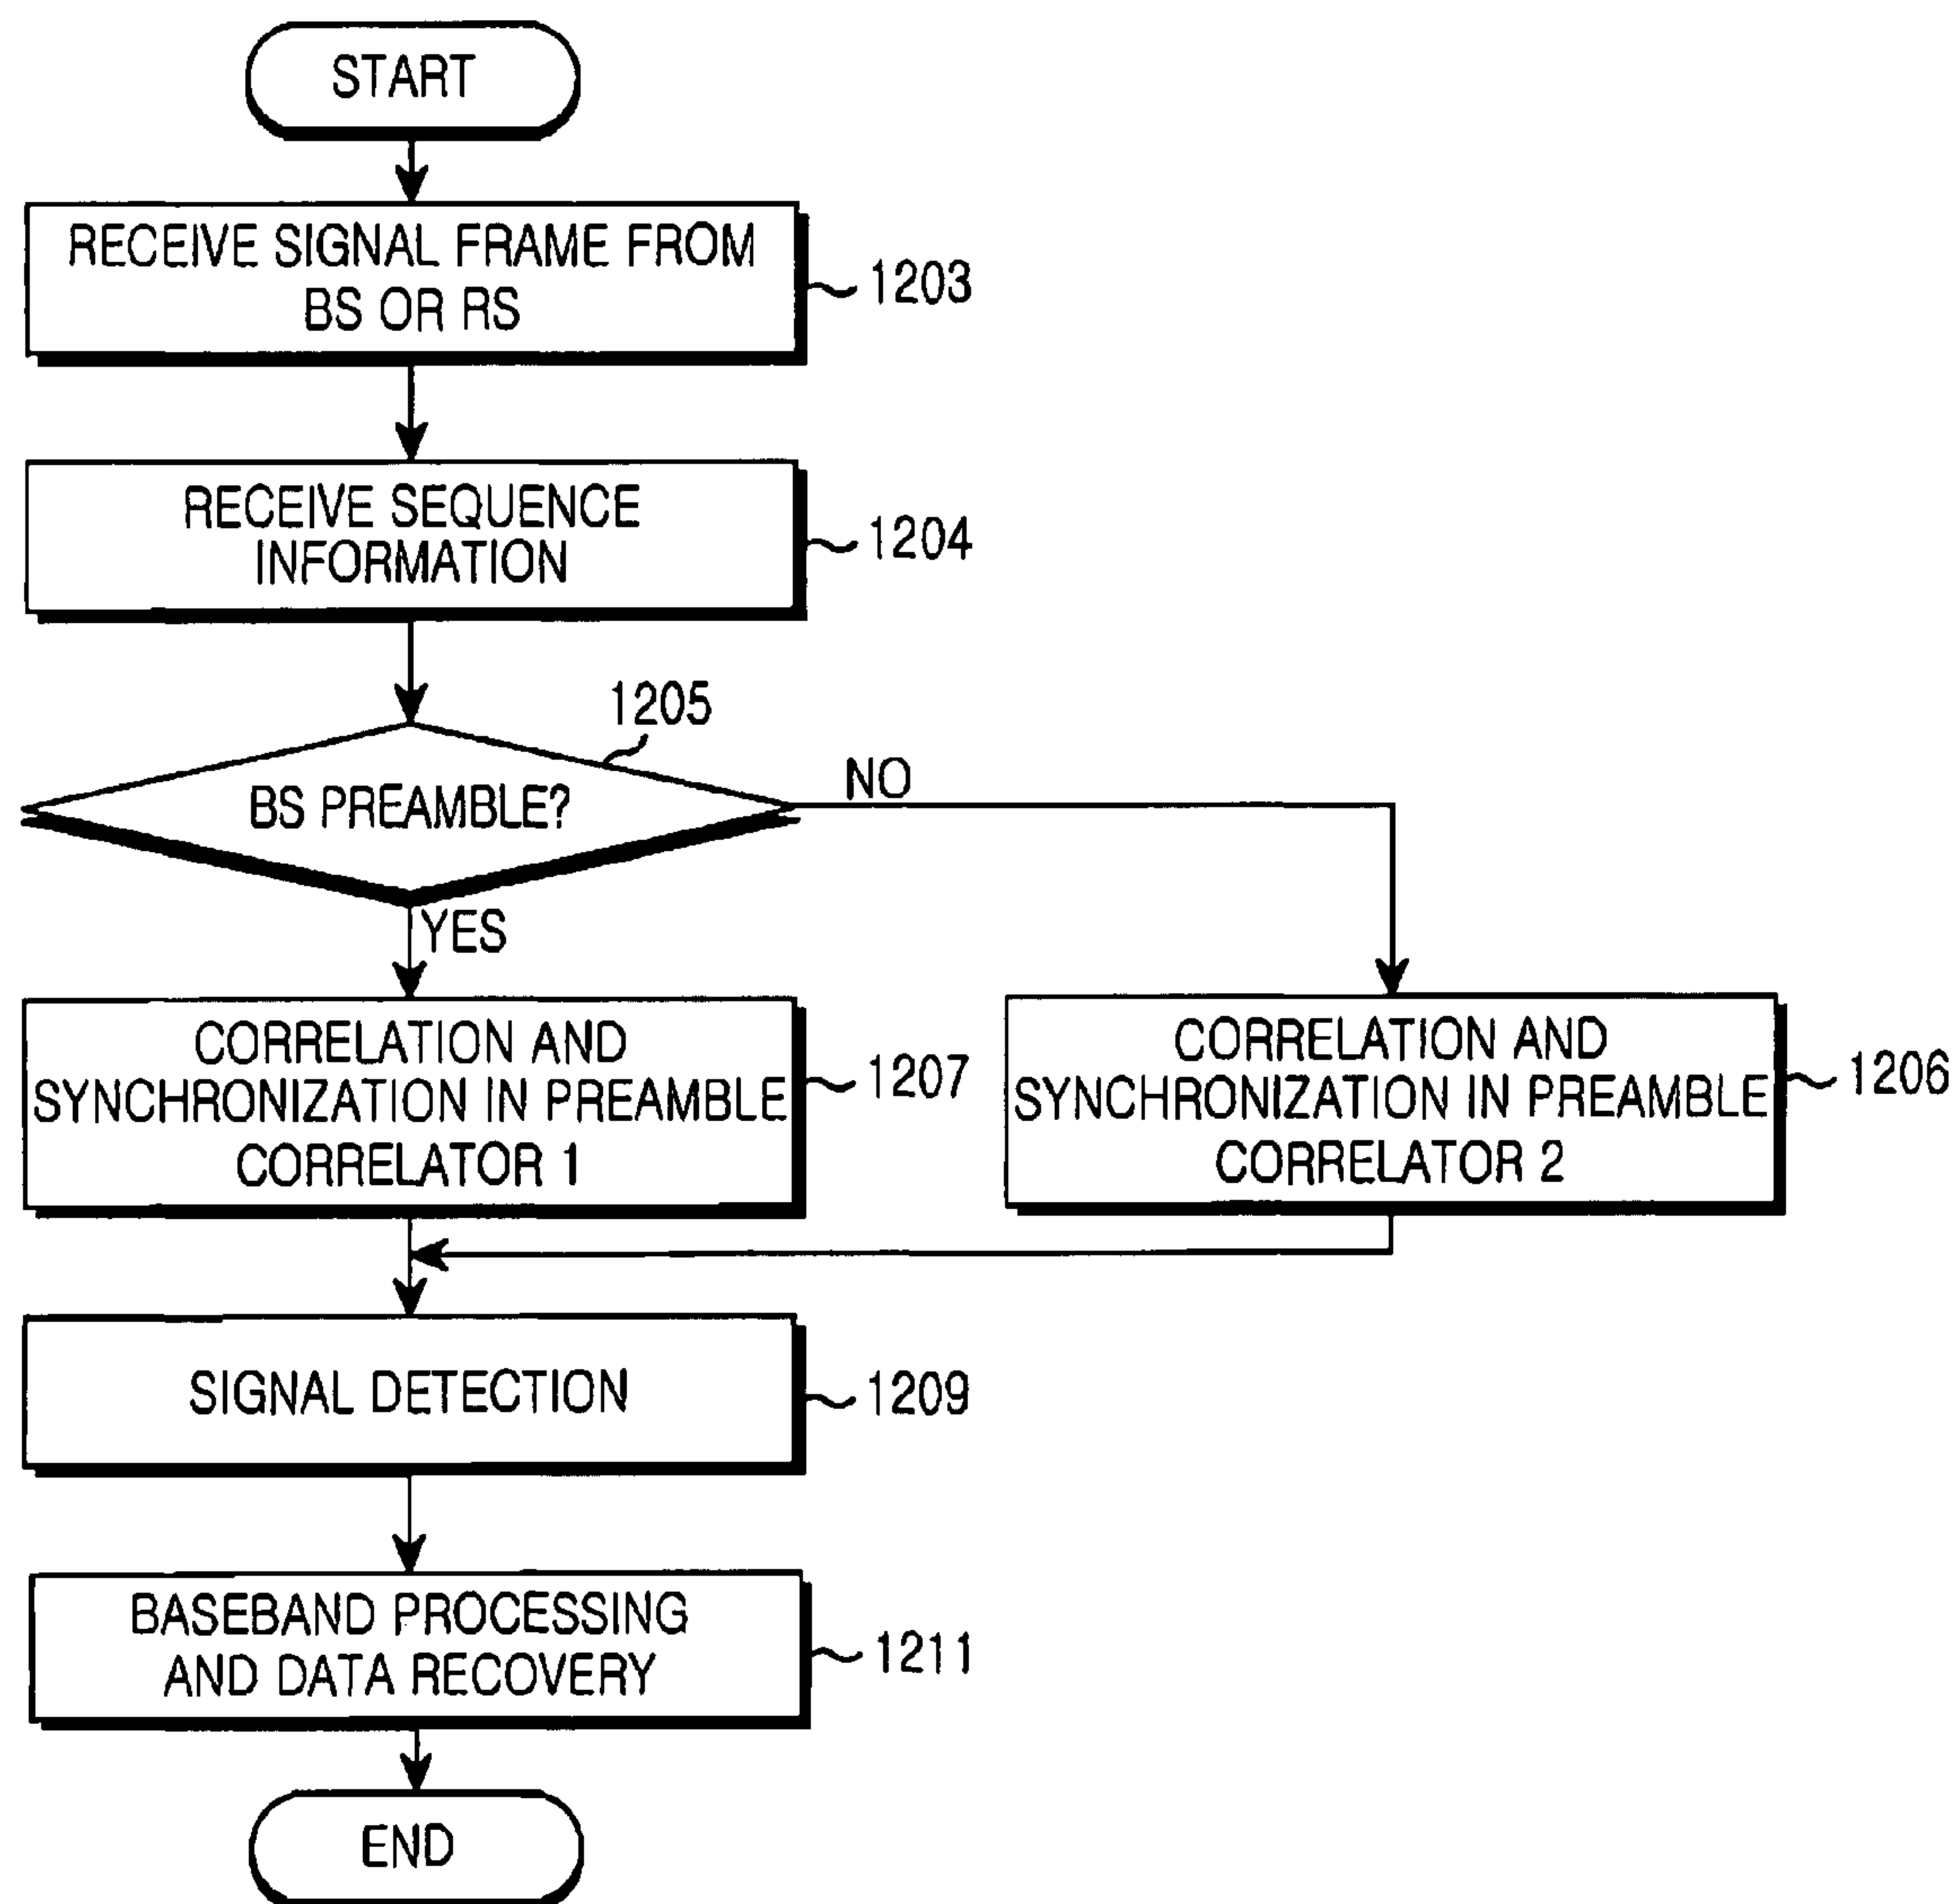 START
RECEIVE SIGNAL FRAME FROM
BS OR RS
1203
RECEIVE SEQUENCE
INFORMATION
1204
1205
BS PREAMBLE?
NO
YES
CORRELATION AND
SYNCHRONIZATION IN PREAMBLE
CORRELATOR 1
1207
CORRELATION AND
SYNCHRONIZATION IN PREAMBLE
CORRELATOR 2
1206
SIGNAL DETECTION
1209
BASEBAND PROCESSING
AND DATA RECOVERY
1211
END